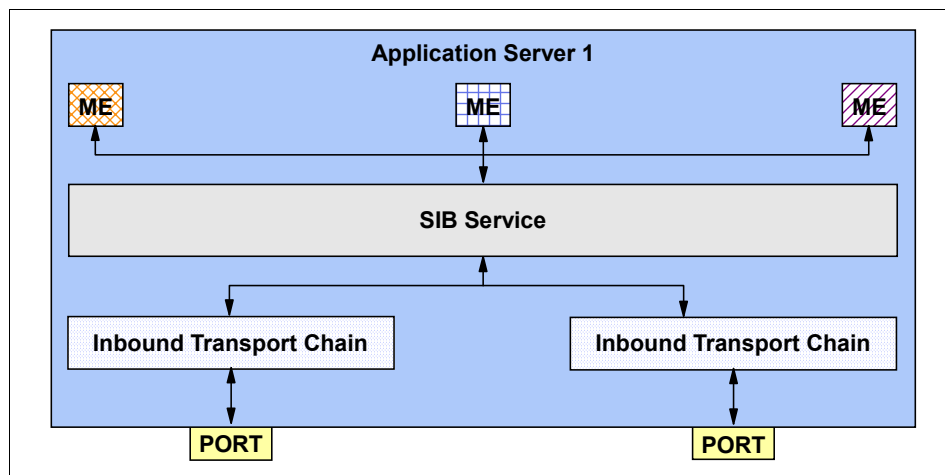 Application Server 1
ME
ME
ME
SIB Service
Inbound Transport Chain
Inbound Transport Chain
PORT
PORT